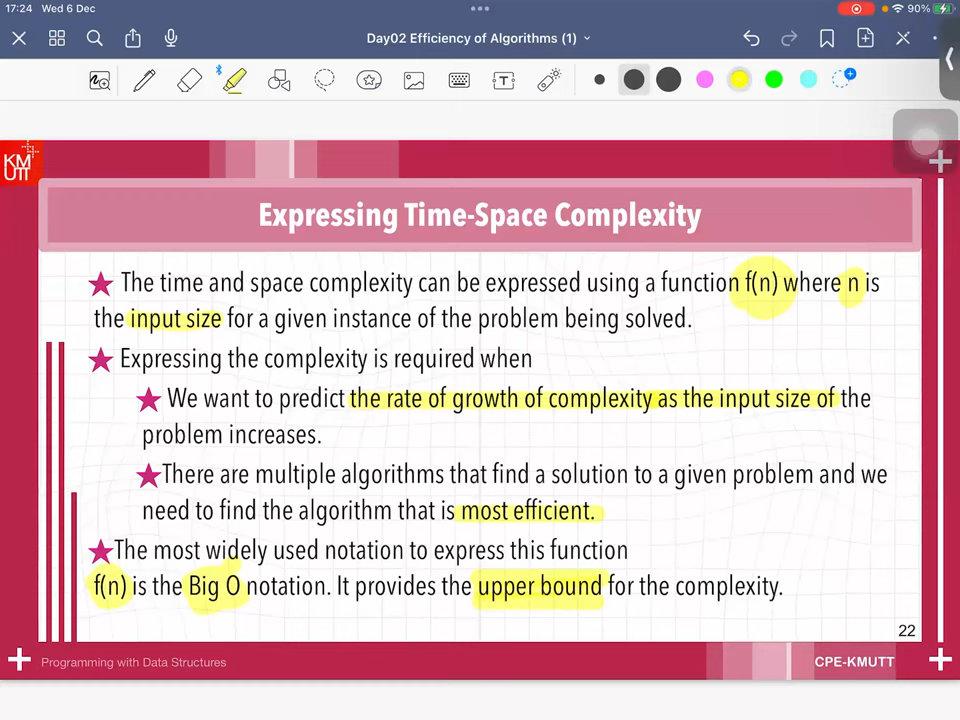 17:24 Wed 6 Dec
90%
Day02 Efficiency of Algorithms (1)
T
KM
UTT
Expressing Time-Space Complexity
The time and space complexity can be expressed using a function f(n) where n is
the input size for a given instance of the problem being solved.
Expressing the complexity is required when
We want to predict the rate of growth of complexity as the input size of the
problem increases.
There are multiple algorithms that find a solution to a given problem and we
need to find the algorithm that is most efficient.
The most widely used notation to express this function
f(n) is the Big O notation. It provides the upper bound for the complexity.
22
Programming with Data Structures
CPE-KMUTT